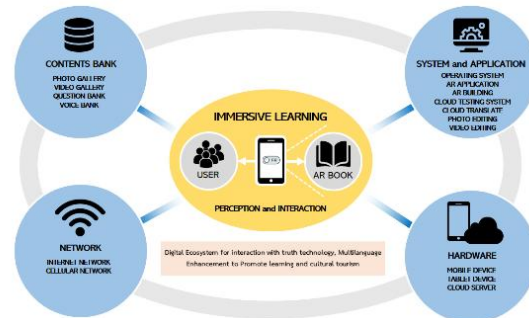 CONTENTS BANK
PHOTO GALLERY
VIDEO GALLERY
QUESTION BANK
VOICE BANK
SYSTEM and APPLICATION
OPERATING SYSTEM
AR APPLICATION
AR BUILDING
CLOUD TESTING SYSTEM
CLOUD TRANSLATE
PHOTO EDITING
VIDEO EDITING
IMMERSIVE LEARNING
USER
AR BOOK
PERCEPTION and INTERACTION
NETWORK
INTERNET NETWORK
CELLULAR NETWORK
Digital Ecosystem for interaction with truth technology, Multilanguage
Enhancement to Promote learning and cultural tourism
HARDWARE
MOBILE DEVICE
TABLET DEVICE
CLOUD SERVER